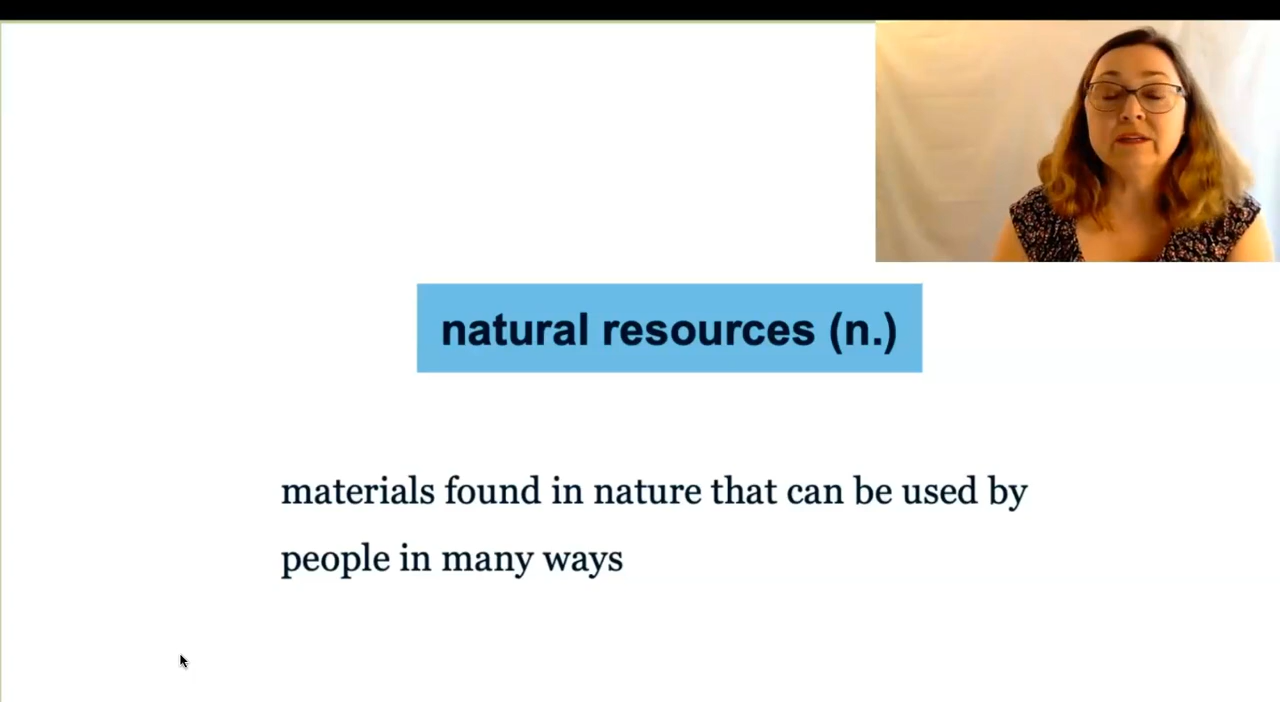 natural resources (n.)
materials found in nature that can be used by
people in many ways